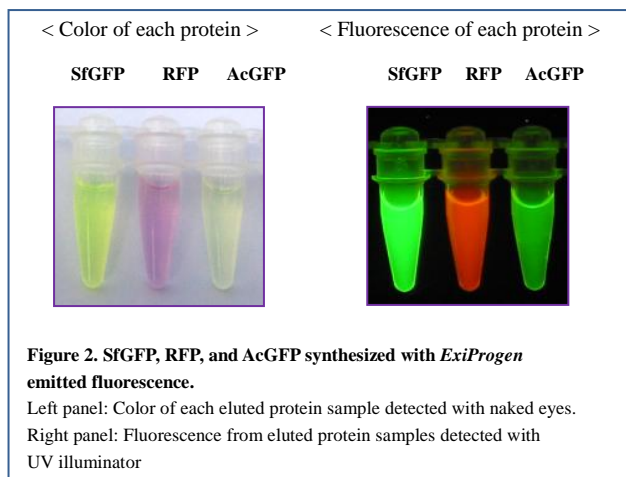 < Color of each protein > < Fluorescence of each protein >
SfGFP RFP AcGFP SfGFP RFP AcGFP
Figure 2. SfGFP, RFP, and AcGFP synthesized with ExiProgen
emitted fluorescence.
Left panel: Color of each eluted protein sample detected with naked eyes.
Right panel: Fluorescence from eluted protein samples detected with
UV illuminator